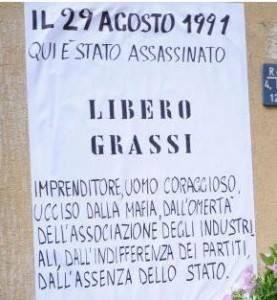 IL 29 AGOSTO 1991
QUI È STATO ASSASSINATO
LIBERO
GRASSI
IMPRENDITORE, UOMO CORAGGIOSO,
UCCISO DALLA MAFIA, DALL'OMERTÀ
DELL'ASSOCIAZIONE DEGLI INDUSTRI
ALI, DALL'INDIFFERENZA DEI PARTITI,
DALL'ASSENZA DELLO STATO.